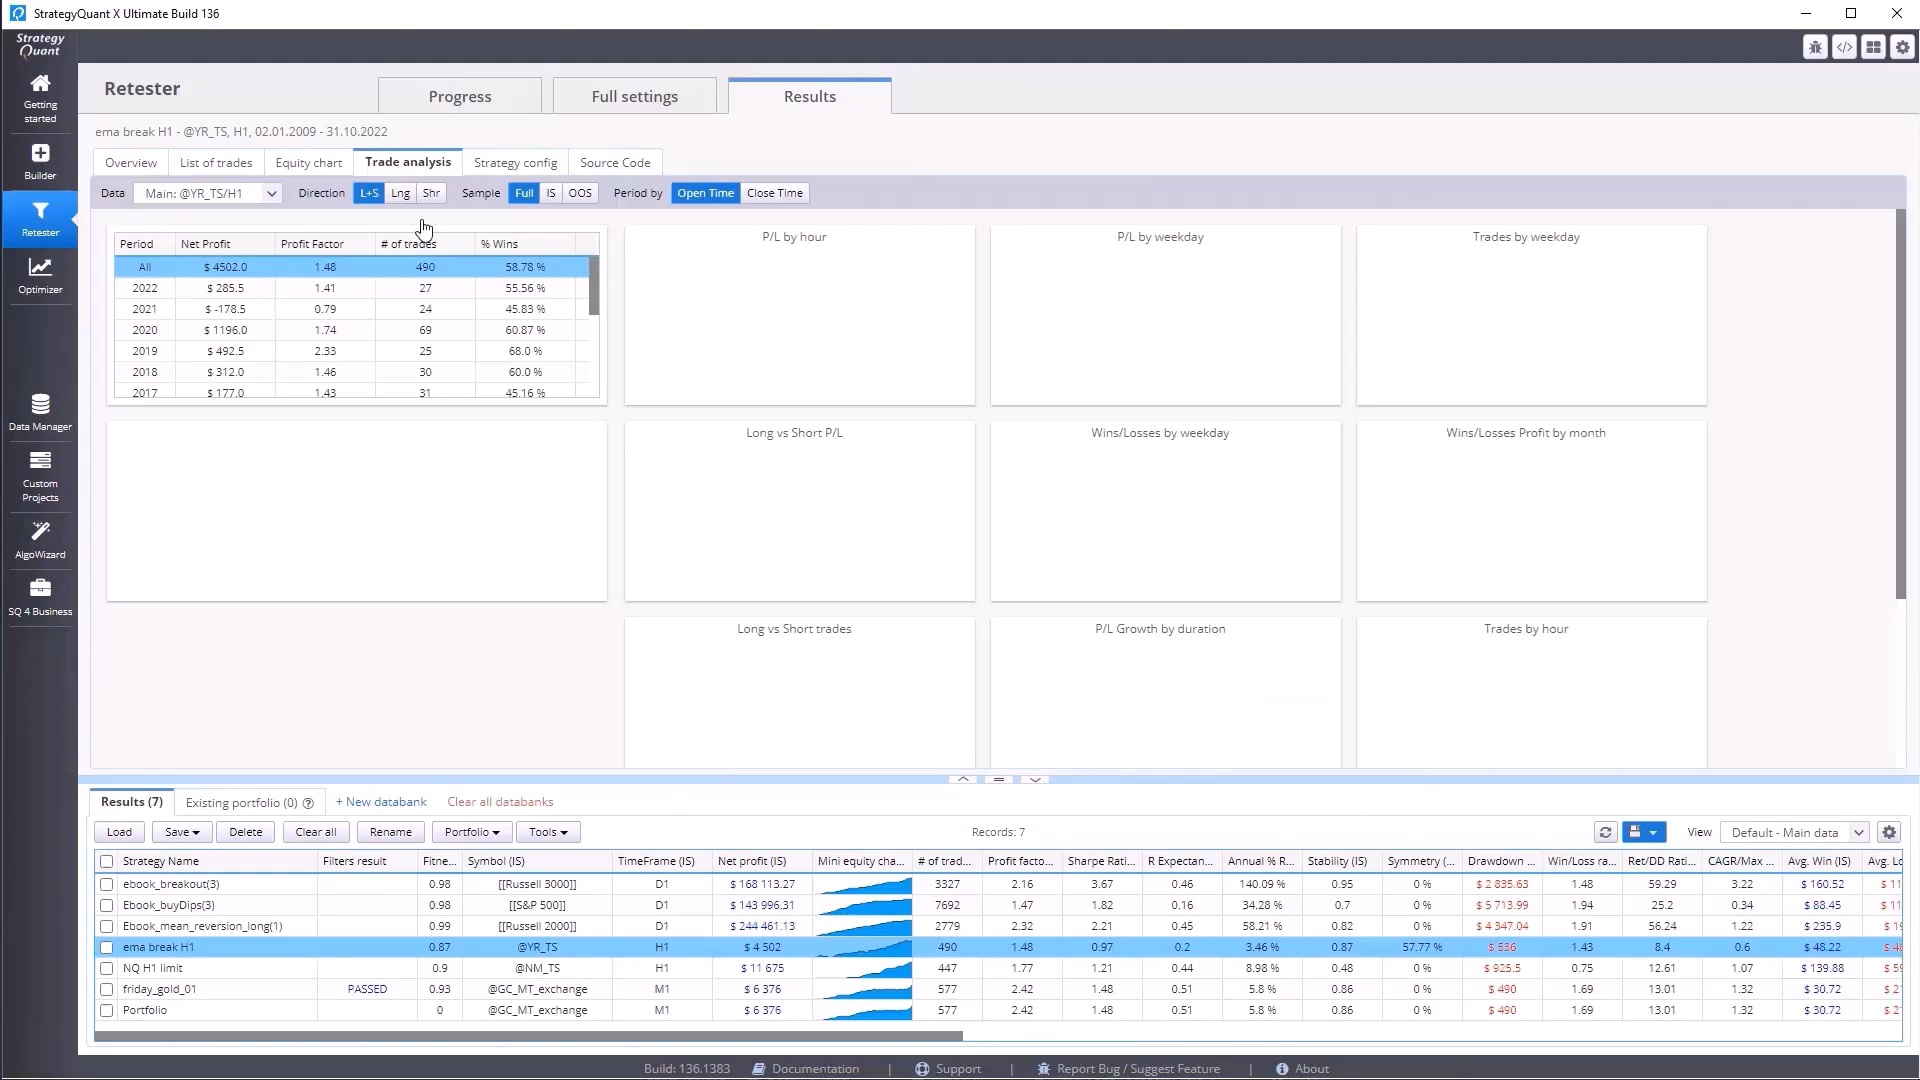 StrategyQuant X Ultimate Build 136
Strategy
Quant
Getting
started
Builder
Retester
Optimizer
Data Manager
Custom
Projects
AlgoWizard
SQ 4 Business
Retester
Progress
Full settings
Results
ema break H1 - @YR_TS, H1, 02.01.2009 - 31.10.2022
Overview
List of trades
Equity chart
Trade analysis
Strategy config
Source Code
Data Main: @YR_TS/H1 Direction L+S Lng Shr Sample Full IS OOS Period by Open Time Close Time
Period Net Profit Profit Factor # of trades % Wins
All $ 4502.0 1.48 490 58.78 %
2022 $ 285.5 1.41 27 55.56 %
2021 $ -178.5 0.79 24 45.83 %
2020 $ 1196.0 1.74 69 60.87 %
2019 $ 492.5 2.33 25 68.0 %
2018 $ 312.0 1.46 30 60.0 %
2017 $ 177.0 1.43 31 45.16 %
P/L by hour
P/L by weekday
Trades by weekday
Long vs Short P/L
Wins/Losses by weekday
Wins/Losses Profit by month
Long vs Short trades
P/L Growth by duration
Trades by hour
Results (7) Existing portfolio (0) + New databank Clear all databanks
Load Save Delete Clear all Rename Portfolio Tools Records: 7 View Default - Main data
Strategy Name Filters result Fitne... Symbol (IS) TimeFrame (IS) Net profit (IS) Mini equity cha... # of trad... Profit facto... Sharpe Rati... R Expectan... Annual % R... Stability (IS) Symmetry (... Drawdown ... Win/Loss ra... Ret/DD Rati... CAGR/Max ... Avg. Win (IS) Avg. Lo
ebook_breakout(3) 0.98 [[Russell 3000]] D1 $ 168 113.27 3327 2.16 3.67 0.46 140.09 % 0.95 0 % $ 2 835.63 1.48 59.29 3.22 $ 160.52 $ 11
Ebook_buyDips(3) 0.98 [[S&P 500]] D1 $ 143 996.31 7692 1.47 1.82 0.16 34.28 % 0.7 0 % $ 5 713.99 1.94 25.2 0.34 $ 88.45 $ 11
Ebook_mean_reversion_long(1) 0.99 [[Russell 2000]] D1 $ 244 461.13 2779 2.32 2.21 0.45 58.21 % 0.82 0 % $ 4 347.04 1.91 56.24 1.22 $ 235.9 $ 19
ema break H1 0.87 @YR_TS H1 $ 4 502 490 1.48 0.97 0.2 3.46 % 0.87 57.77 % $ 536 1.43 8.4 0.6 $ 48.22 $ 48
NQ H1 limit 0.9 @NM_TS H1 $ 11 675 447 1.77 1.21 0.44 8.98 % 0.48 0 % $ 925.5 0.75 12.61 1.07 $ 139.88 $ 59
friday_gold_01 PASSED 0.93 @GC_MT_exchange M1 $ 6 376 577 2.42 1.48 0.51 5.8 % 0.86 0 % $ 490 1.69 13.01 1.32 $ 30.72 $ 21
Portfolio 0 @GC_MT_exchange M1 $ 6 376 577 2.42 1.48 0.51 5.8 % 0.86 0 % $ 490 1.69 13.01 1.32 $ 30.72 $ 21
Build: 136.1383 Documentation | Support | Report Bug / Suggest Feature | About